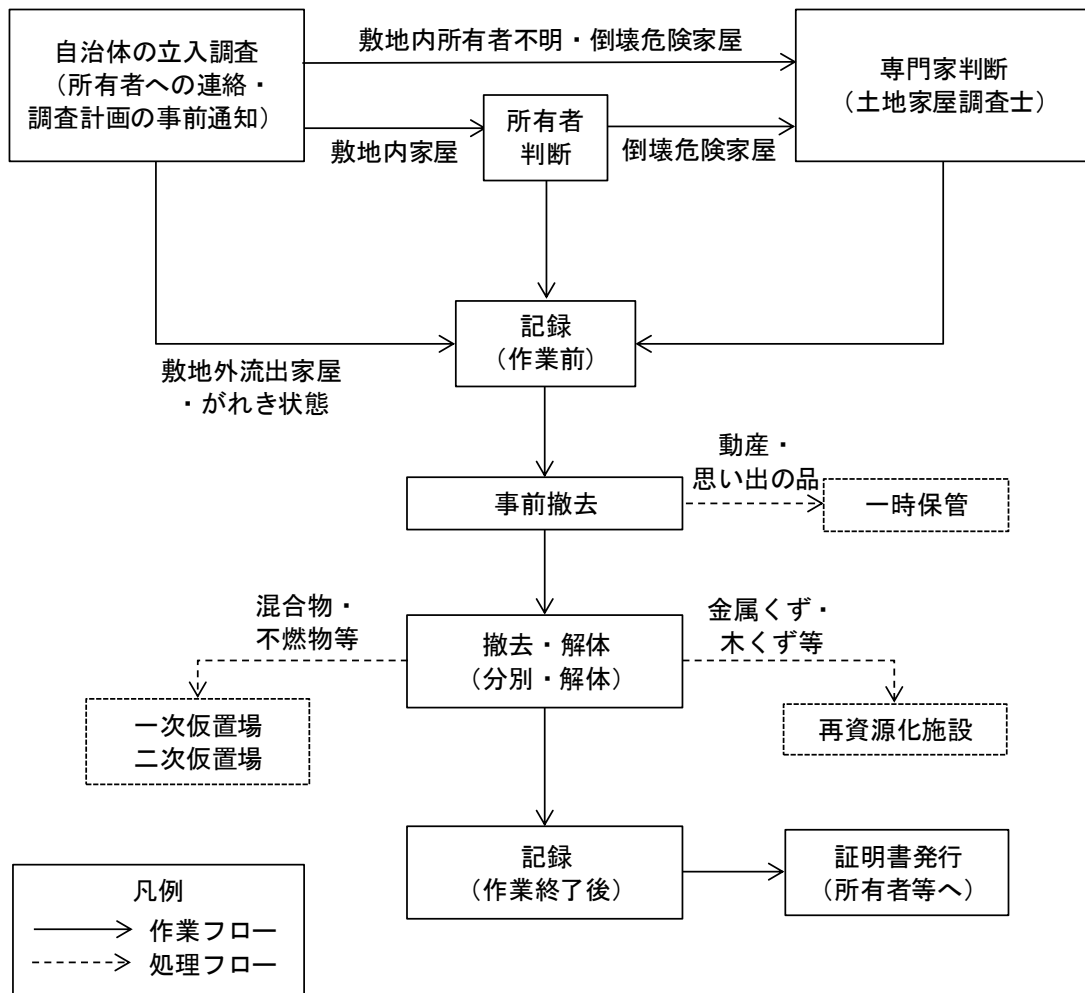 自治体の立入調査
(所有者への連絡・
調査計画の事前通知)
敷地内所有者不明・倒壊危険家屋
専門家判断
(土地家屋調査士)
敷地内家屋
所有者
判断
倒壊危険家屋
敷地外流出家屋
・がれき状態
記録
(作業前)
事前撤去
動産・
思い出の品
一時保管
混合物・
不燃物等
撤去・解体
(分別・解体)
金属くず・
木くず等
一次仮置場
二次仮置場
再資源化施設
記録
(作業終了後)
証明書発行
(所有者等へ)
凡例
作業フロー
処理フロー